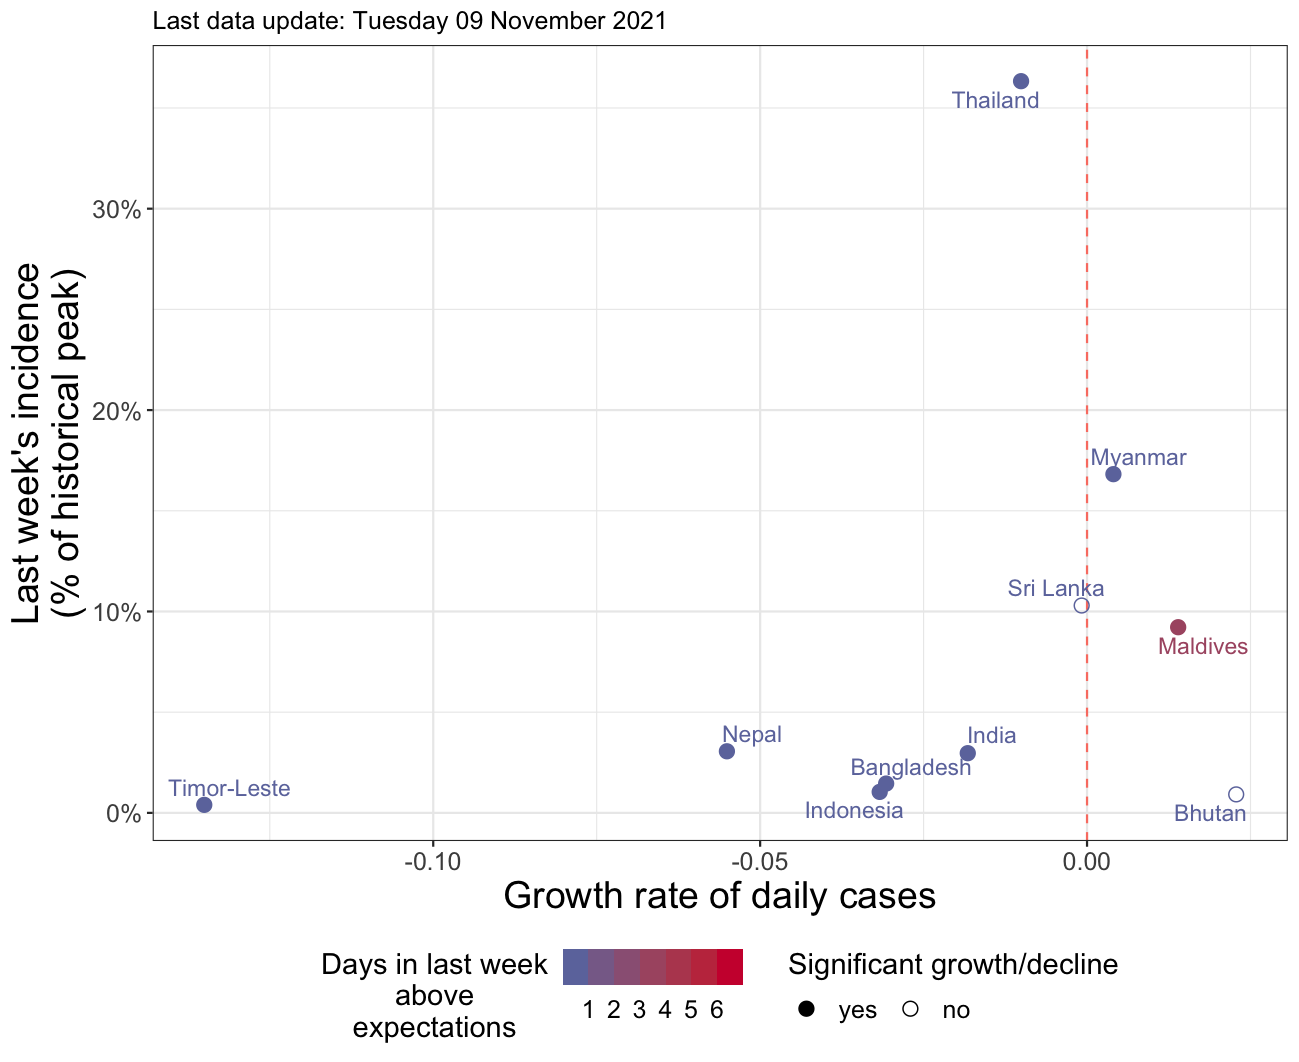 Last data update: Tuesday 09 November 2021
Last week's incidence
(% of historical peak)
30%
20%
10%
0%
Thailand
Myanmar
Sri Lanka
Maldives
Nepal
India
Bangladesh
Timor-Leste
Indonesia
Bhutan
-0.10
-0.05
0.00
Growth rate of daily cases
Days in last week
above
expectations
1 2 3 4 5 6
Significant growth/decline
yes
no